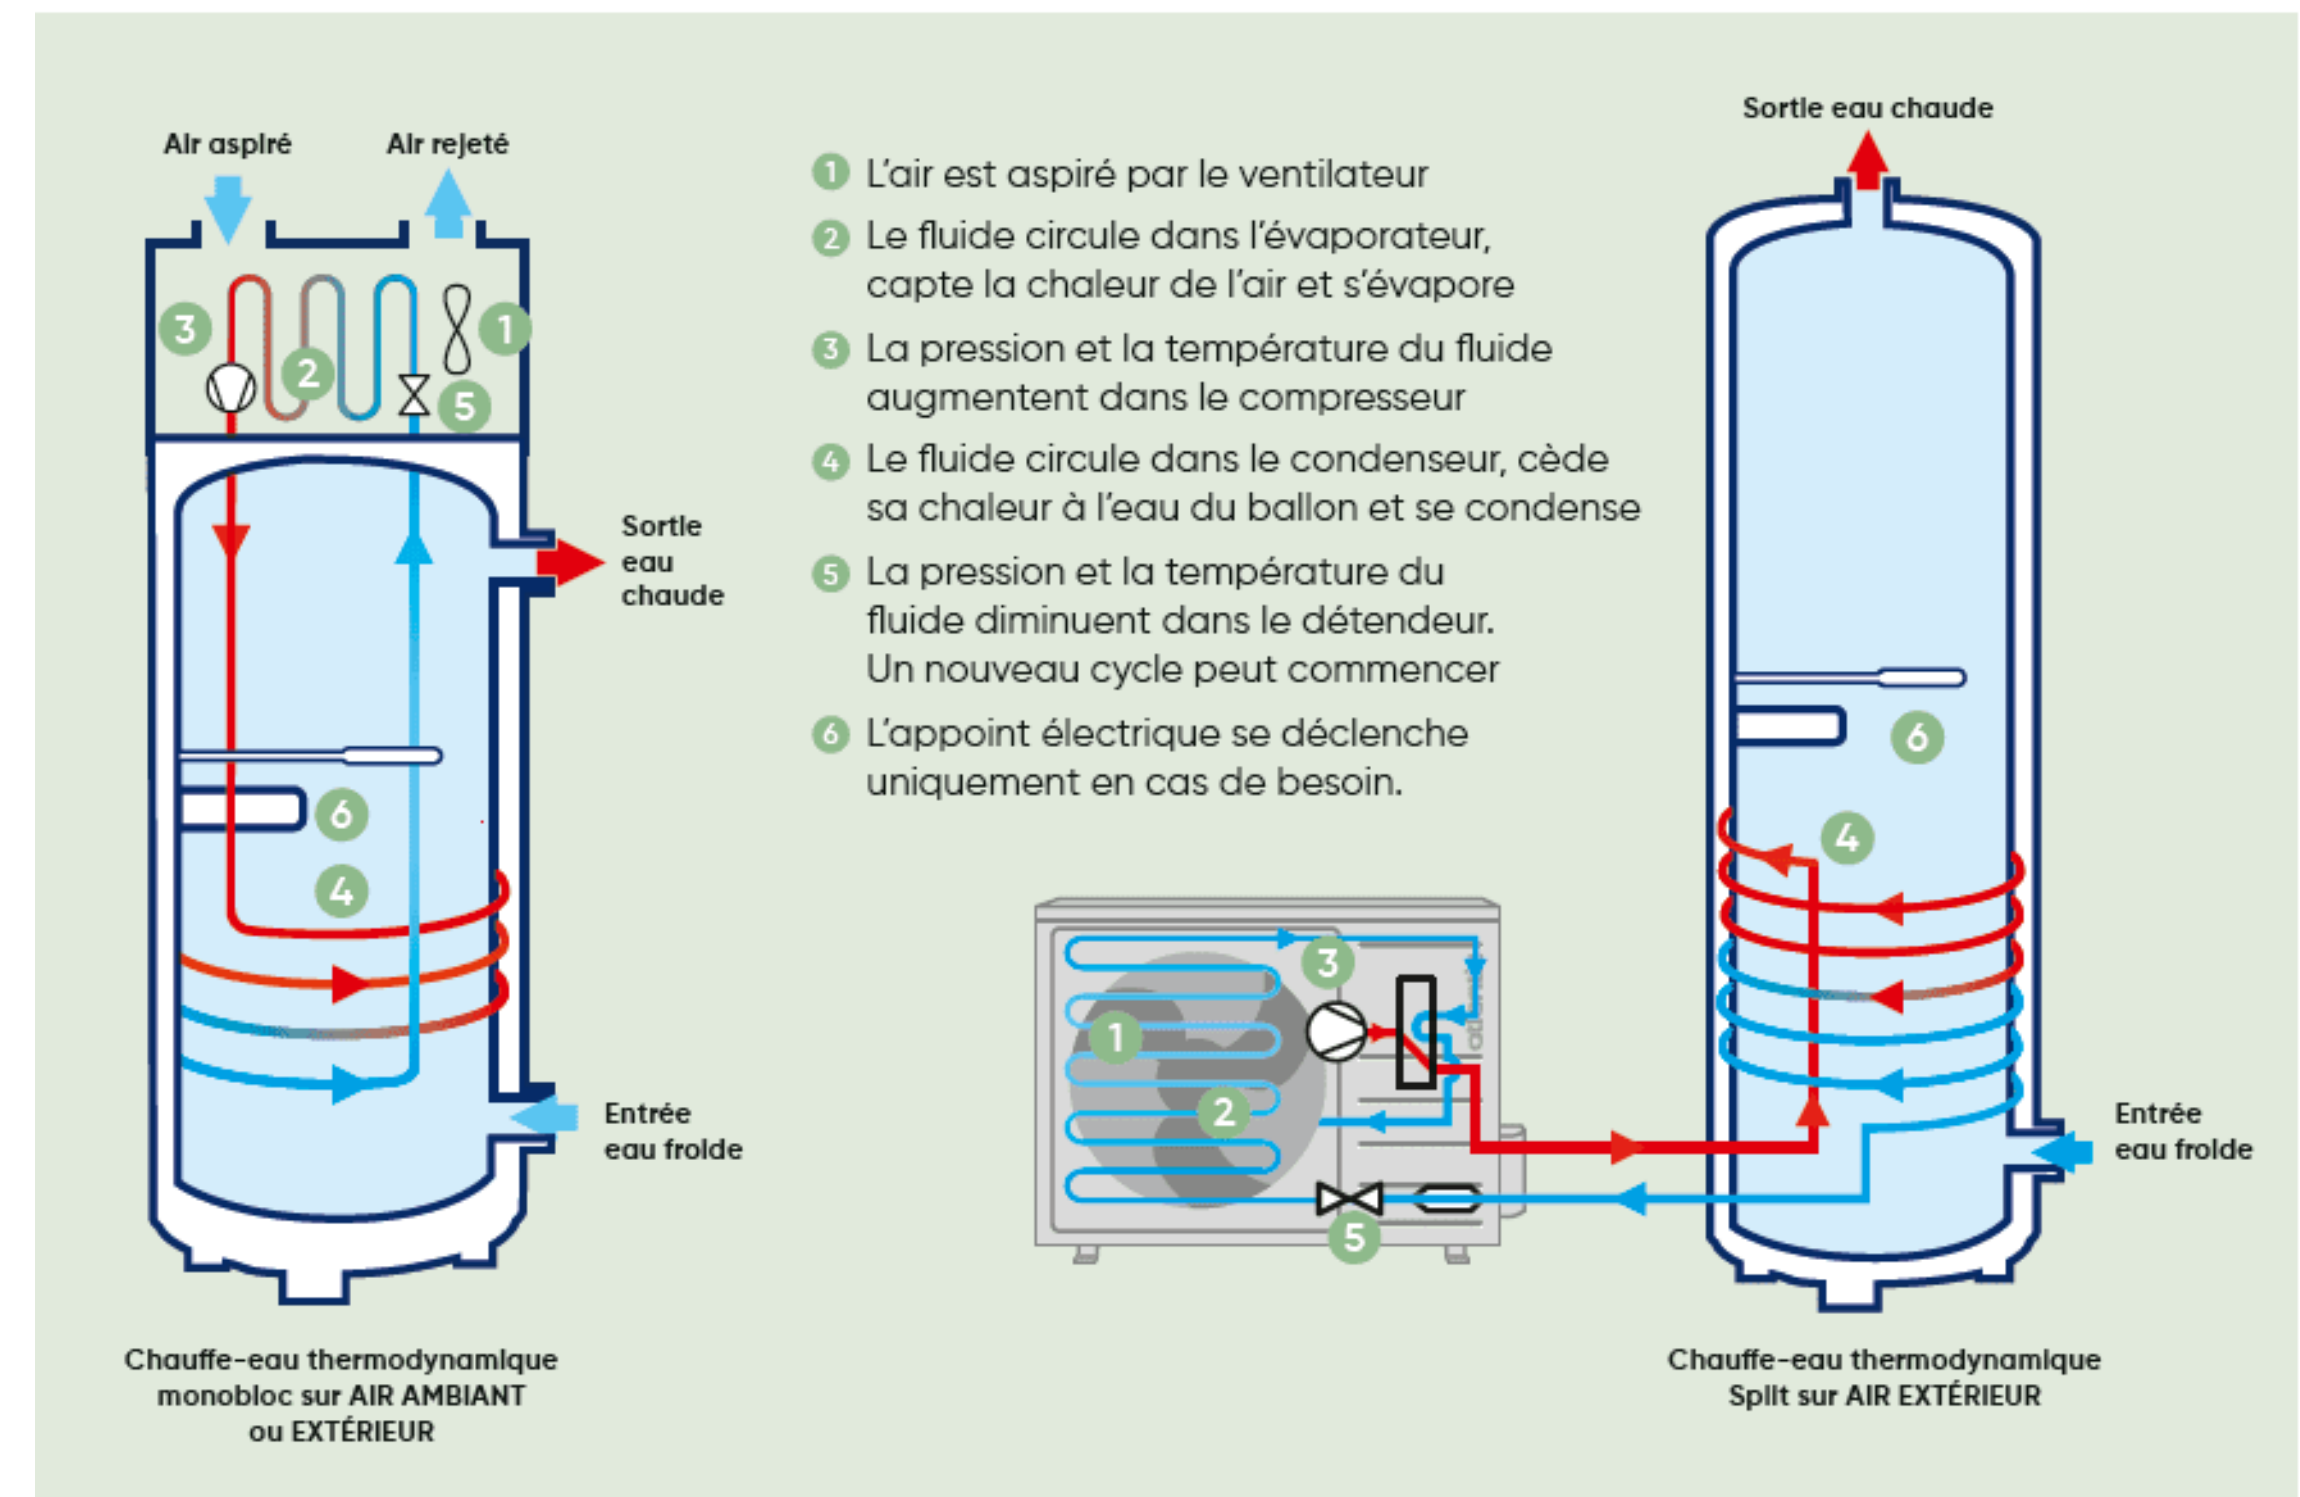 Air aspiré
Air rejeté
3
2
1
5
Sortie
eau
chaude
6
4
Entrée
eau froide
Chauffe-eau thermodynamique
monobloc sur AIR AMBIANT
ou EXTÉRIEUR
1 L'air est aspiré par le ventilateur
2 Le fluide circule dans l'évaporateur,
capte la chaleur de l'air et s'évapore
3 La pression et la température du fluide
augmentent dans le compresseur
4 Le fluide circule dans le condenseur, cède
sa chaleur à l'eau du ballon et se condense
5 La pression et la température du
fluide diminuent dans le détendeur.
Un nouveau cycle peut commencer
6 L'appoint électrique se déclenche
uniquement en cas de besoin.
3
1
2
5
Sortie eau chaude
6
4
Entrée
eau froide
Chauffe-eau thermodynamique
Split sur AIR EXTÉRIEUR